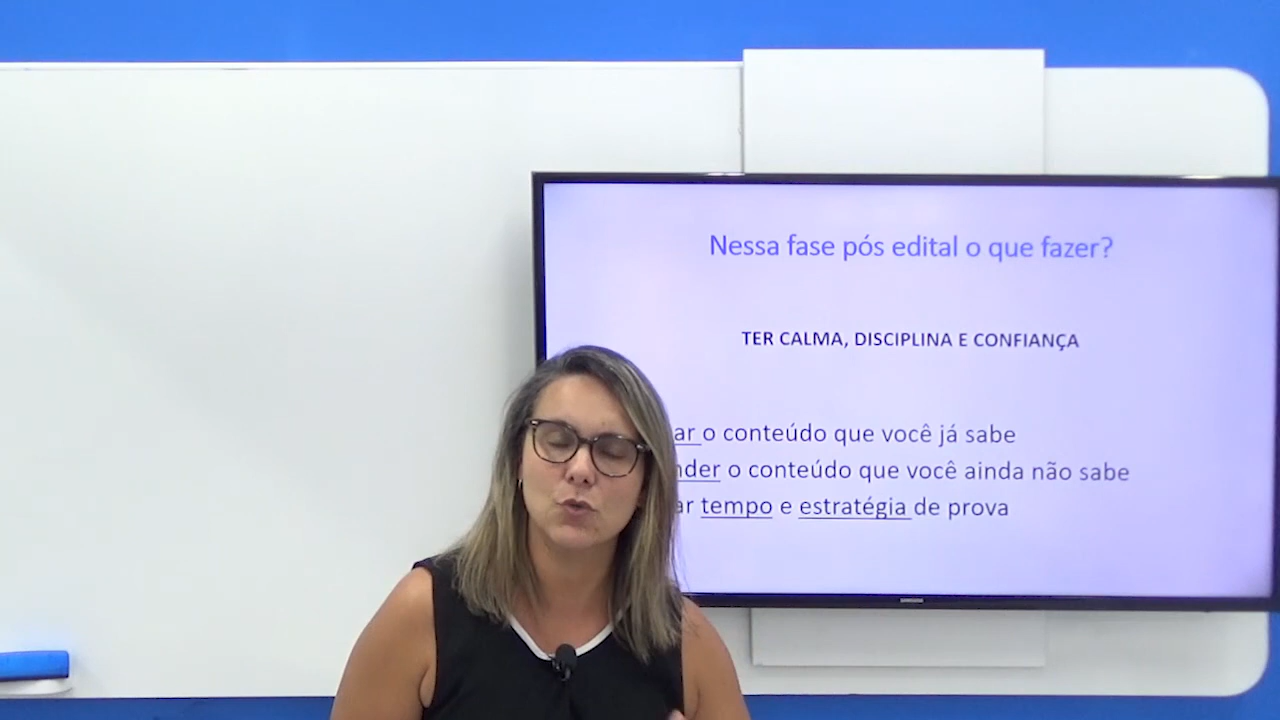 Nessa fase pós edital o que fazer?
TER CALMA, DISCIPLINA E CONFIANÇA
o conteúdo que você já sabe
o conteúdo que você ainda não sabe
tempo e estratégia de prova